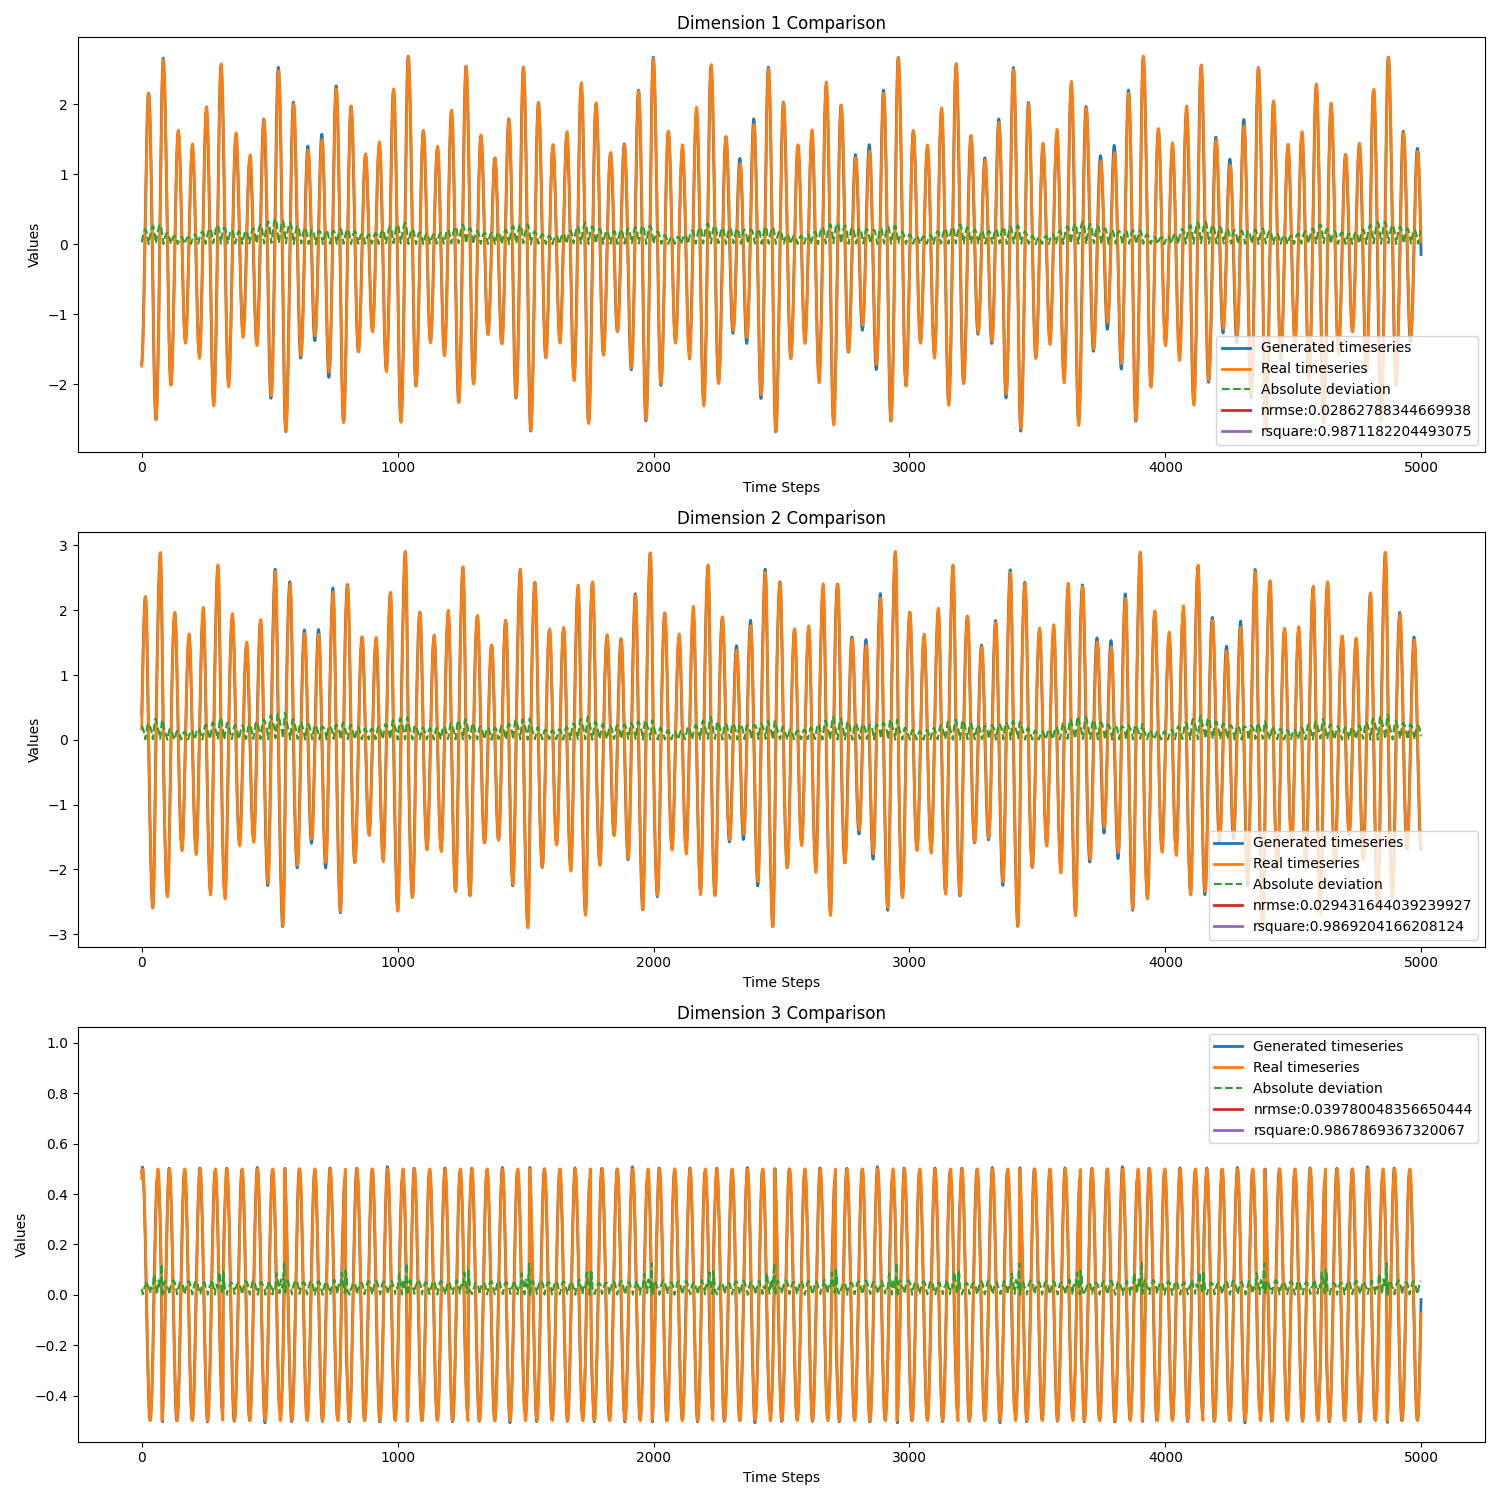 Dimension 1 Comparison
Values
2
1
0
−1
−2
Generated timeseries
Real timeseries
Absolute deviation
nrmse:0.02862788344669938
rsquare:0.9871182204493075
0 1000 2000 3000 4000 5000
Time Steps
Dimension 2 Comparison
Values
3
2
1
0
−1
−2
−3
Generated timeseries
Real timeseries
Absolute deviation
nrmse:0.029431644039239927
rsquare:0.9869204166208124
0 1000 2000 3000 4000 5000
Time Steps
Dimension 3 Comparison
Values
1.0
0.8
0.6
0.4
0.2
0.0
−0.2
−0.4
Generated timeseries
Real timeseries
Absolute deviation
nrmse:0.039780048356650444
rsquare:0.9867869367320067
0 1000 2000 3000 4000 5000
Time Steps